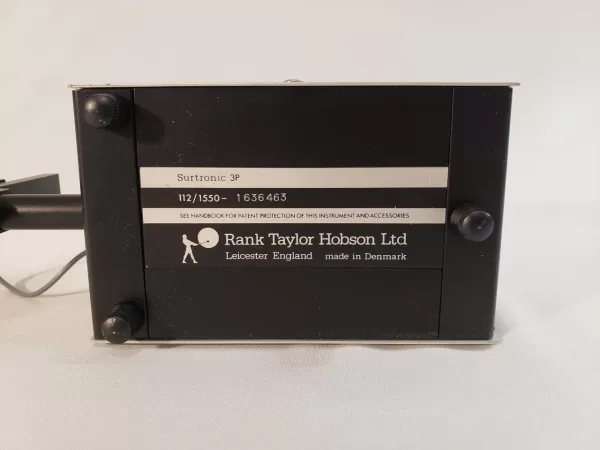 Surtronic 3P
112/1550- 1636463
SEE HANDBOOK FOR PATENT PROTECTION OF THIS INSTRUMENT AND ACCESSORIES
Rank Taylor Hobson Ltd
Leicester England made in Denmark